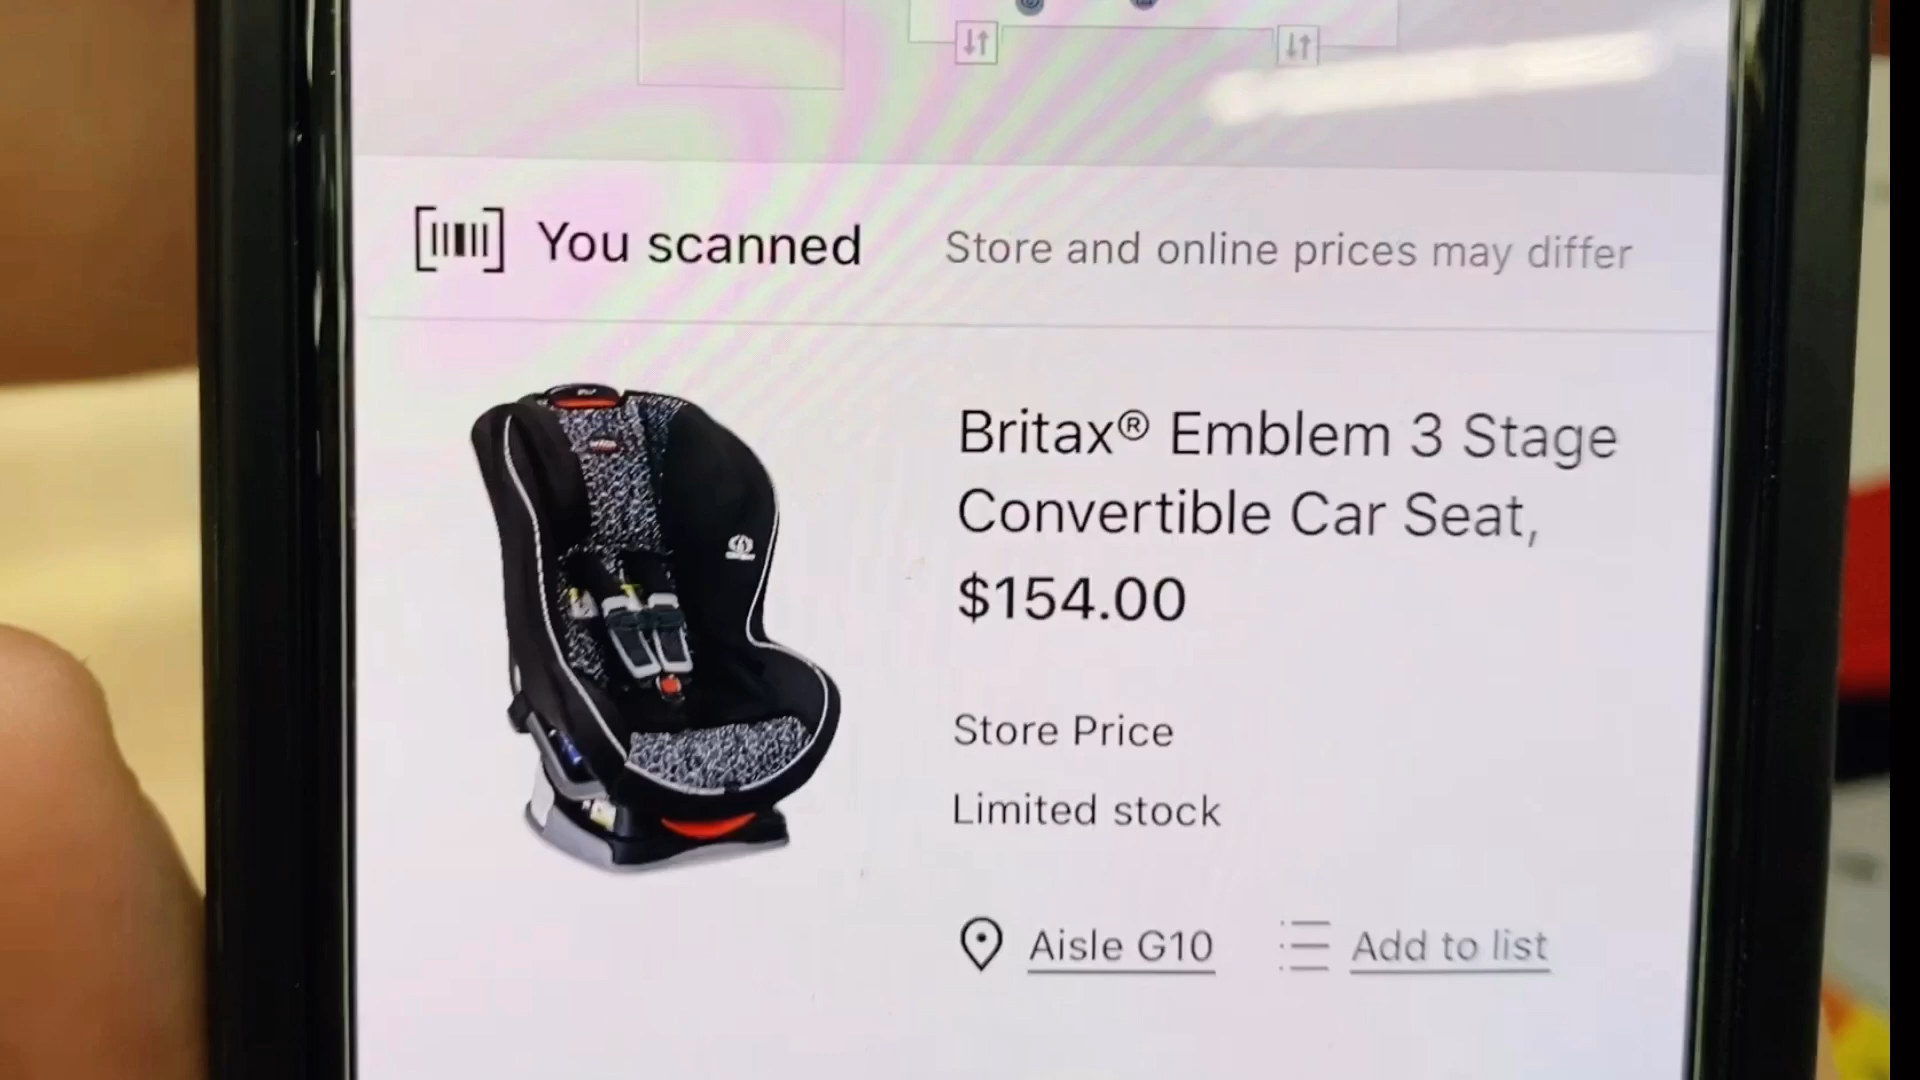 You scanned
Store and online prices may differ
Britax® Emblem 3 Stage
Convertible Car Seat,
$154.00
Store Price
Limited stock
Aisle G10
Add to list